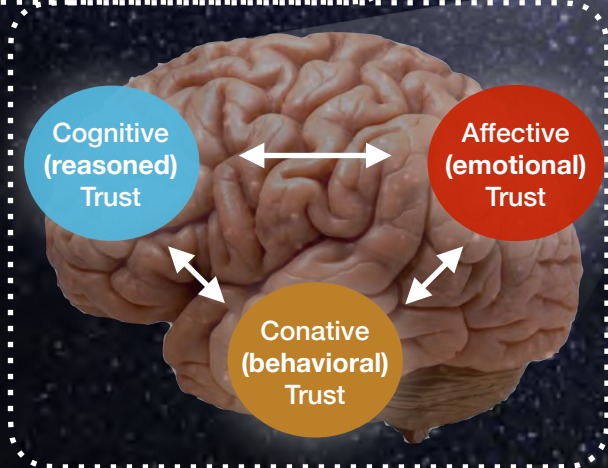 Cognitive
(reasoned)
Trust
Affective
(emotional)
Trust
Conative
(behavioral)
Trust